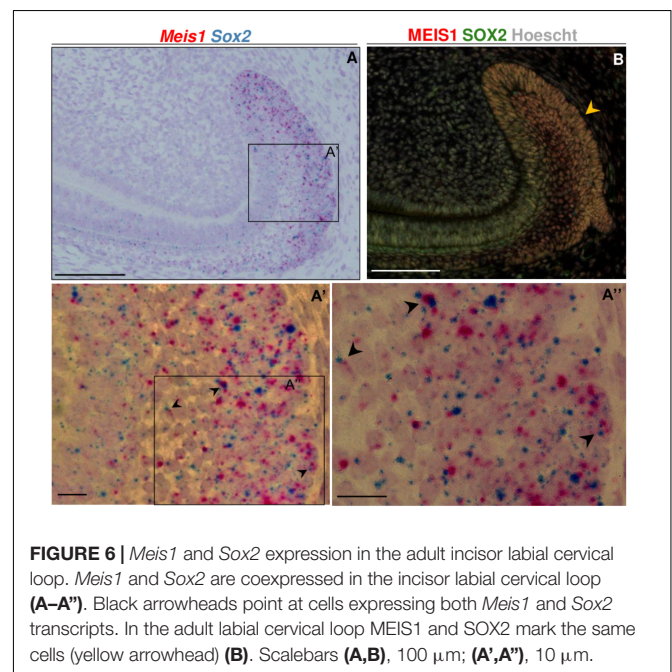 Meis1 Sox2
MEIS1 SOX2 Hoescht
A
B
A'
A'
A''
A''
FIGURE 6 | Meis1 and Sox2 expression in the adult incisor labial cervical
loop. Meis1 and Sox2 are coexpressed in the incisor labial cervical loop
(A–A''). Black arrowheads point at cells expressing both Meis1 and Sox2
transcripts. In the adult labial cervical loop MEIS1 and SOX2 mark the same
cells (yellow arrowhead) (B). Scalebars (A,B), 100 μm; (A',A''), 10 μm.